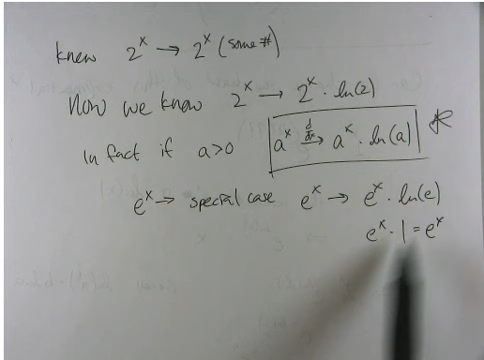 knew 2^x → 2^x (some #)
Now we know 2^x → 2^x · ln(2)
In fact if a>0 a^x d/dx→ a^x · ln(a) *
e^x → special case e^x → e^x · ln(e)
e^x · 1 = e^x